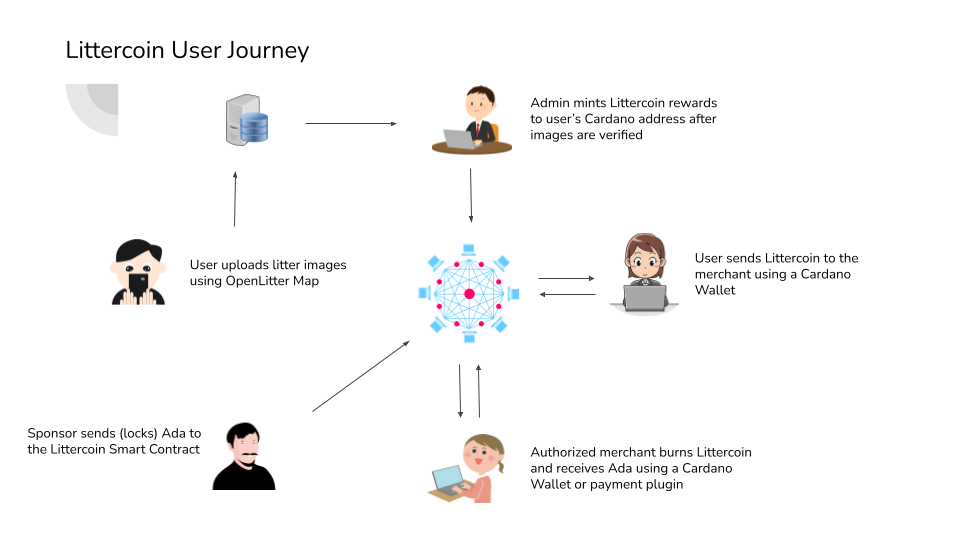 Littercoin User Journey
Admin mints Littercoin rewards
to user’s Cardano address after
images are verified
User uploads litter images
using OpenLitter Map
User sends Littercoin to the
merchant using a Cardano
Wallet
Sponsor sends (locks) Ada to
the Littercoin Smart Contract
Authorized merchant burns Littercoin
and receives Ada using a Cardano
Wallet or payment plugin